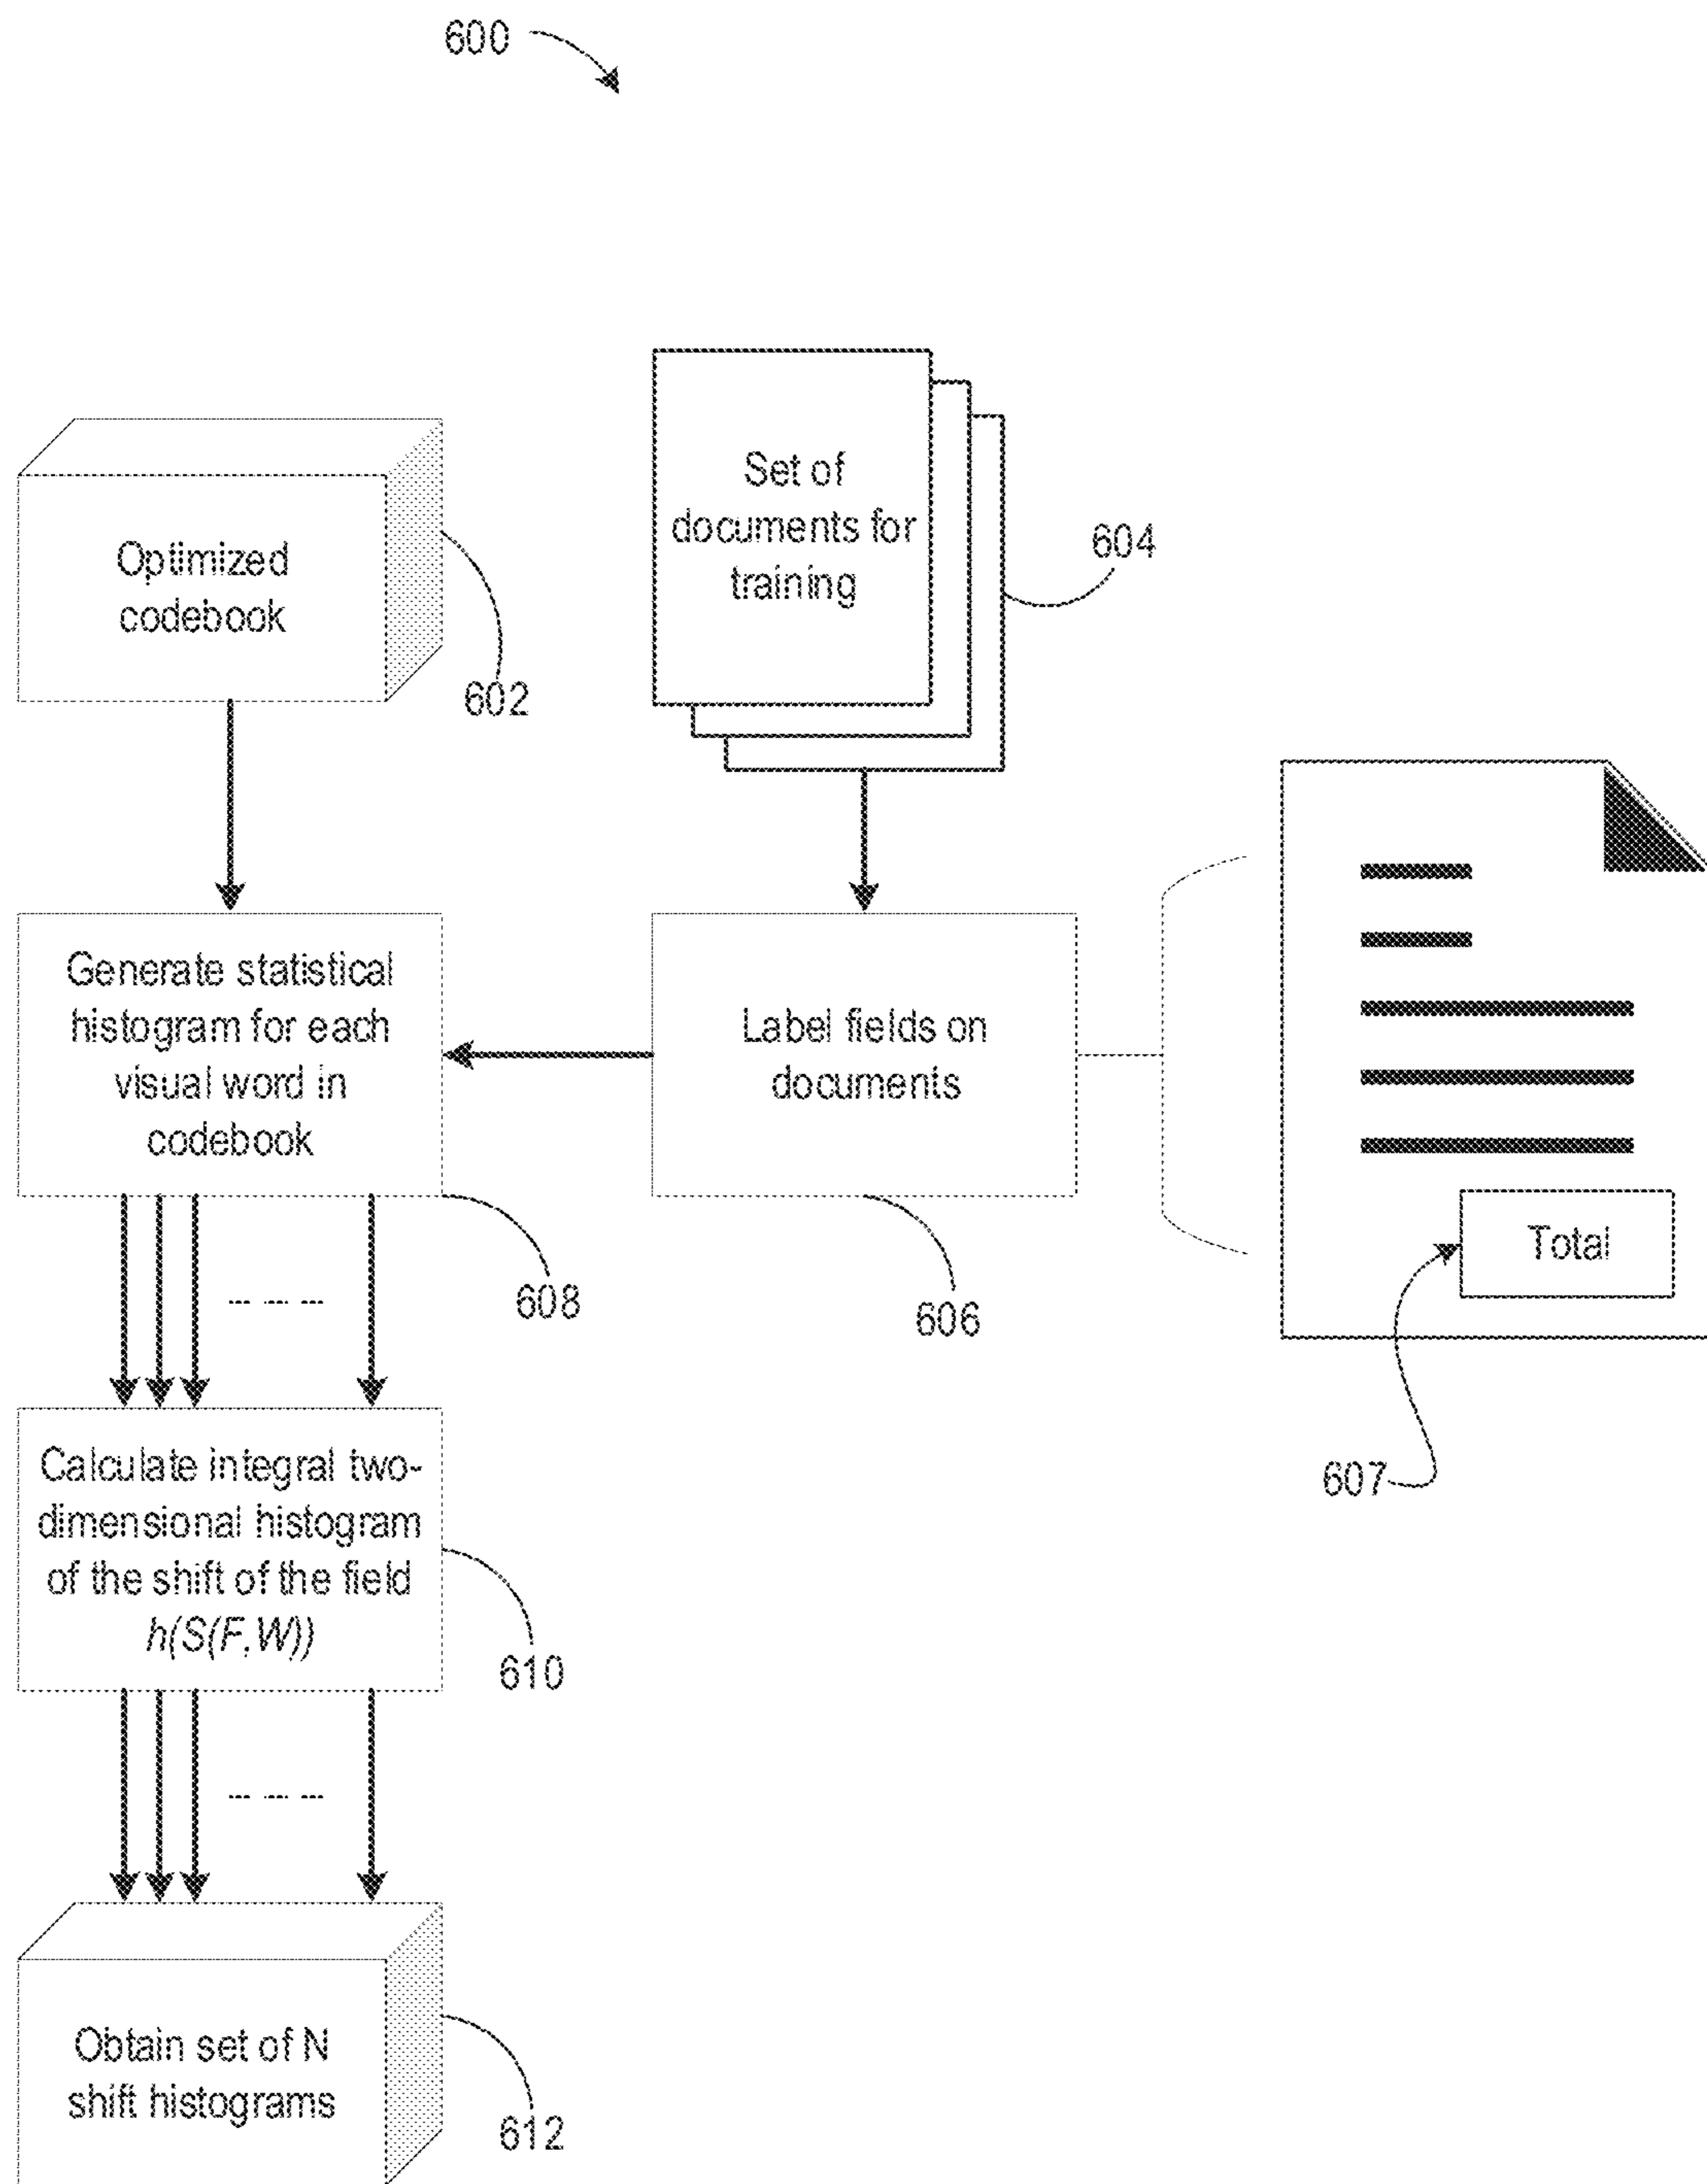 600
Optimized
codebook
602
Set of
documents for
training
604
Generate statistical
histogram for each
visual word in
codebook
608
Label fields on
documents
606
Total
607
Calculate integral two-
dimensional histogram
of the shift of the field
h(S(F,W))
610
Obtain set of N
shift histograms
612